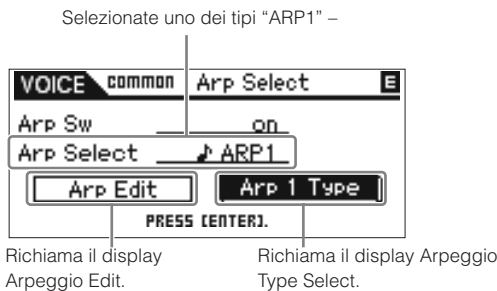 Selezionate uno dei tipi “ARP1” –
VOICE common Arp Select E
Arp Sw on
Arp Select ♪ ARP1
Arp Edit Arp 1 Type
PRESS [ENTER].
Richiama il display Arpeggio Edit.
Richiama il display Arpeggio Type Select.